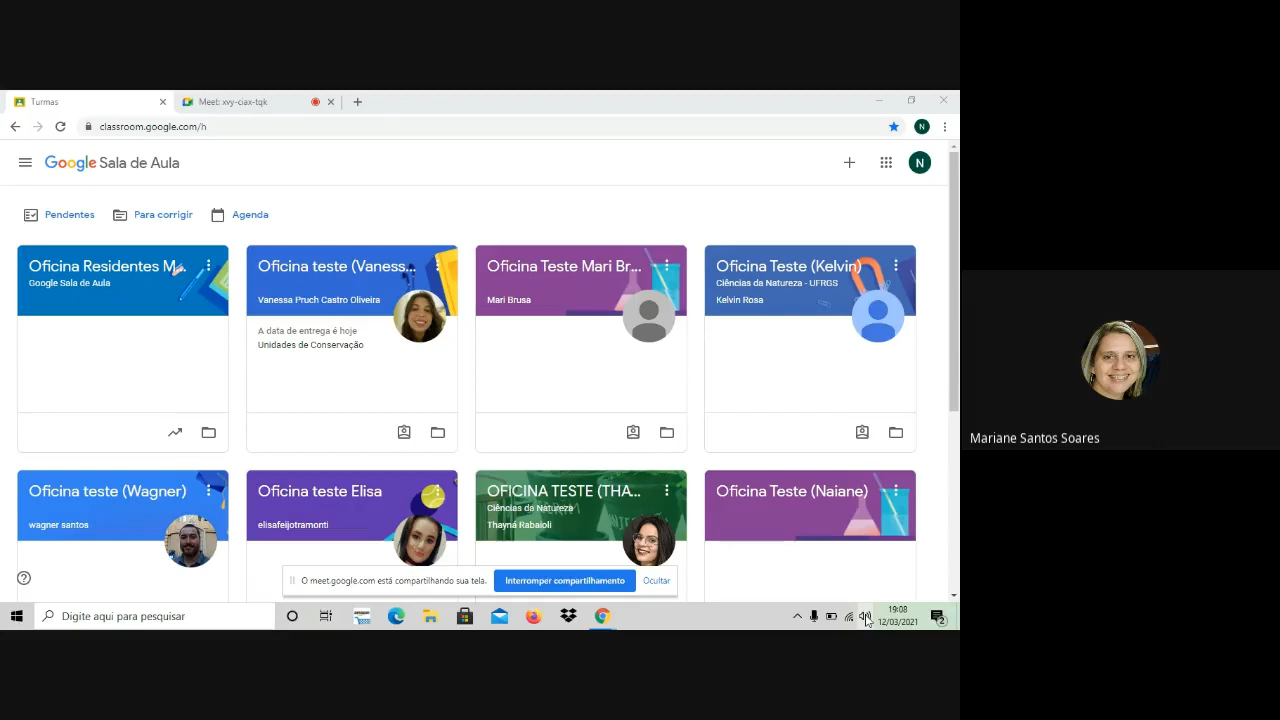 Turmas
Meet: xvy-ciax-tqk
classroom.google.com/h
N
Google Sala de Aula
N
Pendentes
Para corrigir
Agenda
Oficina Residentes M...
Google Sala de Aula
Oficina teste (Vaness...
Vanessa Pruch Castro Oliveira
A data de entrega é hoje
Unidades de Conservação
Oficina Teste Mari Br...
Mari Brusa
Oficina Teste (Kelvin)
Ciências da Natureza - UFRGS
Kelvin Rosa
Mariane Santos Soares
Oficina teste (Wagner)
wagner santos
Oficina teste Elisa
elisafeijotramonti
OFICINA TESTE (THA...
Ciências da Natureza
Thayná Rabaioli
Oficina Teste (Naiane)
O meet.google.com está compartilhando sua tela.
Interromper compartilhamento
Ocultar
Digite aqui para pesquisar
19:08
12/03/2021
2